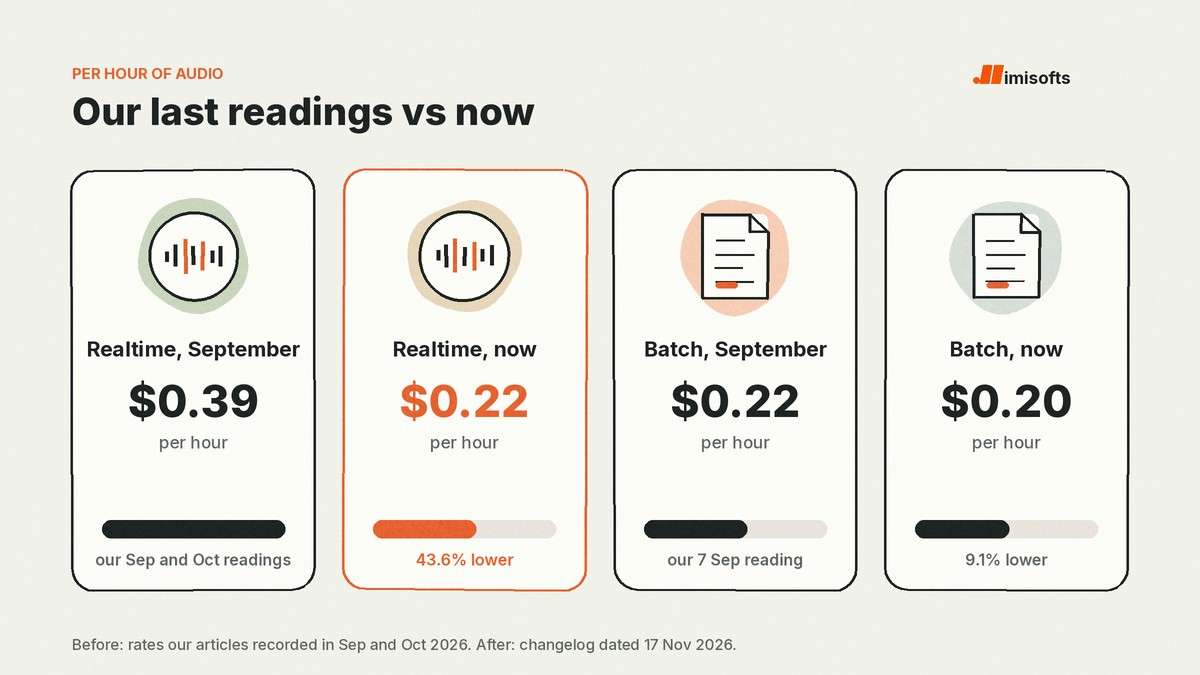 PER HOUR OF AUDIO
Our last readings vs now
imisofts
Realtime, September
$0.39
per hour
our Sep and Oct readings
Realtime, now
$0.22
per hour
43.6% lower
Batch, September
$0.22
per hour
our 7 Sep reading
Batch, now
$0.20
per hour
9.1% lower
Before: rates our articles recorded in Sep and Oct 2026. After: changelog dated 17 Nov 2026.